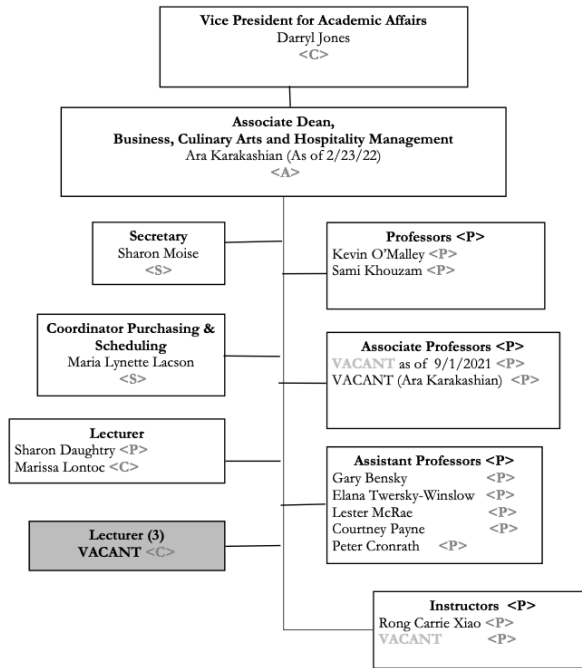 Vice President for Academic Affairs
Darryl Jones
<C>
Associate Dean,
Business, Culinary Arts and Hospitality Management
Ara Karakashian (As of 2/23/22)
<A>
Secretary
Sharon Moise
<S>
Professors <P>
Kevin O'Malley <P>
Sami Khouzam <P>
Coordinator Purchasing &
Scheduling
Maria Lynette Lacson
<S>
Associate Professors <P>
VACANT as of 9/1/2021 <P>
VACANT (Ara Karakashian) <P>
Lecturer
Sharon Daughtry <P>
Marissa Lontoc <C>
Assistant Professors <P>
Gary Bensky <P>
Elana Twersky-Winslow <P>
Lester McRae <P>
Courtney Payne <P>
Peter Cronrath <P>
Lecturer (3)
VACANT <C>
Instructors <P>
Rong Carrie Xiao <P>
VACANT <P>